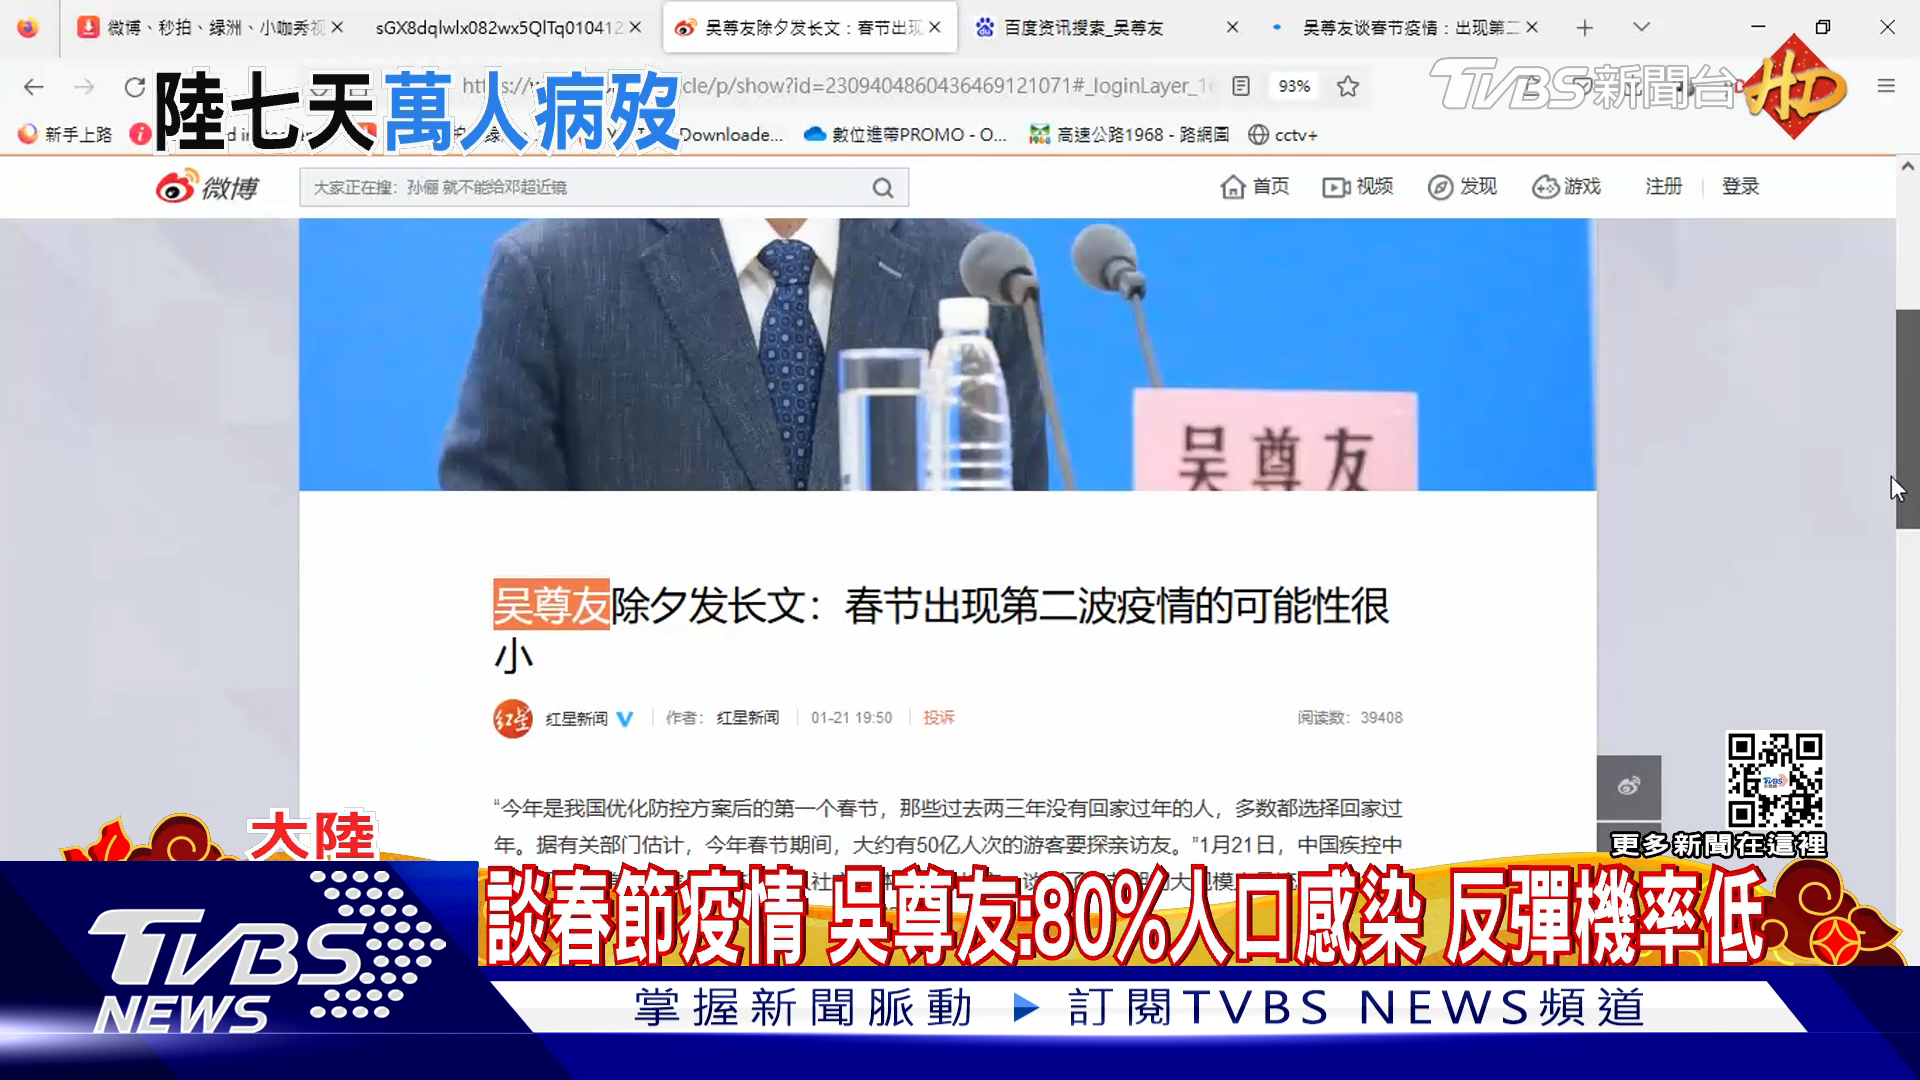 微博、秒拍、绿洲、小咖秀视
sGX8dqlwlx082wx5QlTq010412
吴尊友除夕发长文：春节出现
百度资讯搜索_吴尊友
吴尊友谈春节疫情：出现第二
cle/p/show?id=2309404860436469121071#_loginLayer_1
93%
陸七天萬人病歿
TVBS新聞台
HD
新手上路
Downloade...
數位進帶PROMO - O...
高速公路1968 - 路網圖
cctv+
微博
大家正在搜：孙俪 就不能给邓超近镜
首页
视频
发现
游戏
注册
登录
吴尊友
吴尊友除夕发长文：春节出现第二波疫情的可能性很
小
红星
红星新闻
作者：
红星新闻
01-21 19:50
投诉
阅读数：39408
“今年是我国优化防控方案后的第一个春节，那些过去两三年没有回家过年的人，多数都选择回家过
年。据有关部门估计，今年春节期间，大约有50亿人次的游客要探亲访友。”1月21日，中国疾控中
TVBS
更多新聞在這裡
大陸
談春節疫情 吳尊友:80%人口感染 反彈機率低
TVBS
NEWS
掌握新聞脈動 ▶ 訂閱TVBS NEWS頻道